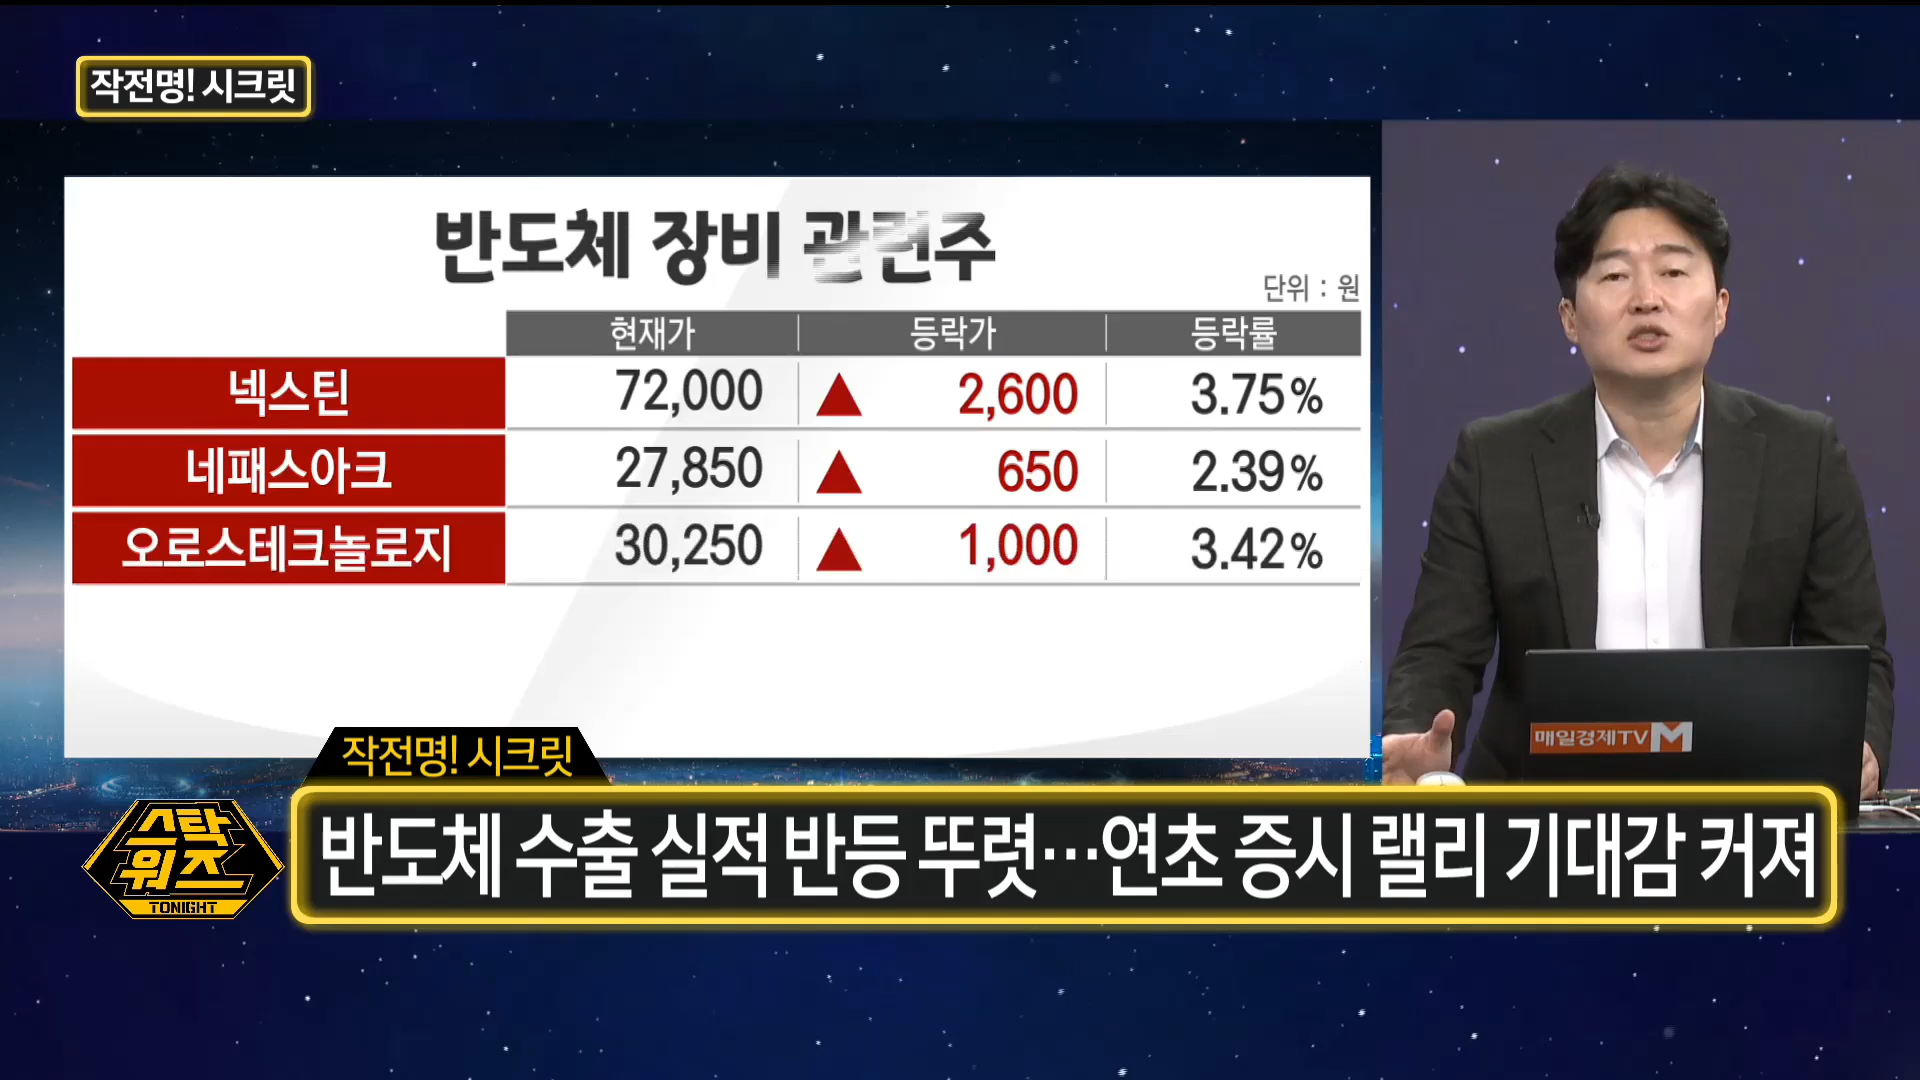 작전명! 시크릿
반도체 장비 관련주
단위 : 원
현재가 등락가 등락률
넥스틴 72,000 ▲ 2,600 3.75%
네패스아크 27,850 ▲ 650 2.39%
오로스테크놀로지 30,250 ▲ 1,000 3.42%
매일경제TV M
작전명! 시크릿
스탁
워즈
TONIGHT
반도체 수출 실적 반등 뚜렷…연초 증시 랠리 기대감 커져